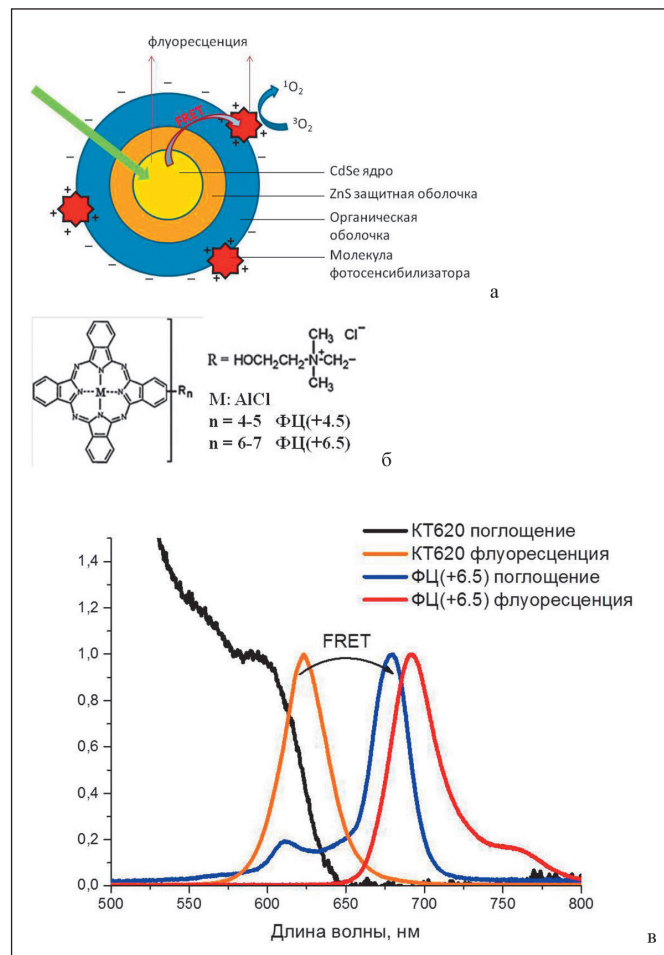 флуоресценция
¹O₂
³O₂
FRET
CdSe ядро
ZnS защитная оболочка
Органическая
оболочка
Молекула
фотосенсибилизатора
а
R = HOCH₂CH₂-N⁺-CH₂-
CH₃ Cl⁻
CH₃
N N N
N M N
N N N
Rₙ
M: AlCl
n = 4-5 ФЦ(+4.5)
n = 6-7 ФЦ(+6.5)
б
КТ620 поглощение
КТ620 флуоресценция
ФЦ(+6.5) поглощение
ФЦ(+6.5) флуоресценция
FRET
1,4
1,2
1,0
0,8
0,6
0,4
0,2
0,0
500 550 600 650 700 750 800
Длина волны, нм
в